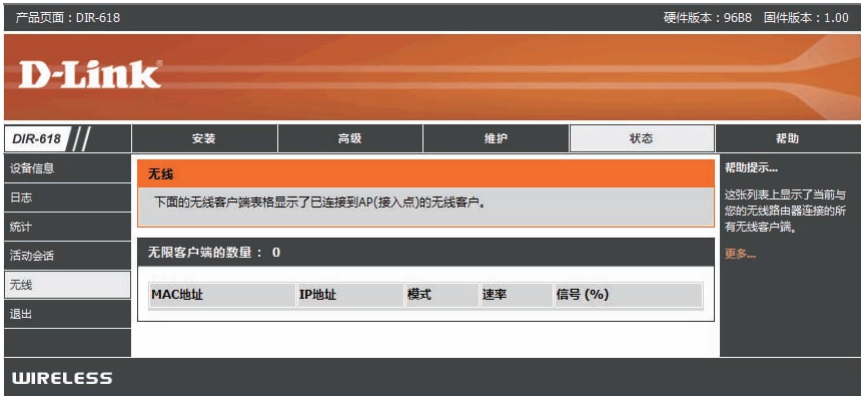 产品页面：DIR-618
硬件版本：96B8 固件版本：1.00
D-Link
DIR-618
安装
高级
维护
状态
帮助
设备信息
日志
统计
活动会话
无线
退出
无线
下面的无线客户端表格显示了已连接到AP(接入点)的无线客户。
无限客户端的数量： 0
MAC地址 IP地址 模式 速率 信号 (%)
帮助提示...
这张列表上显示了当前与
您的无线路由器连接的所
有无线客户端。
更多...
WIRELESS